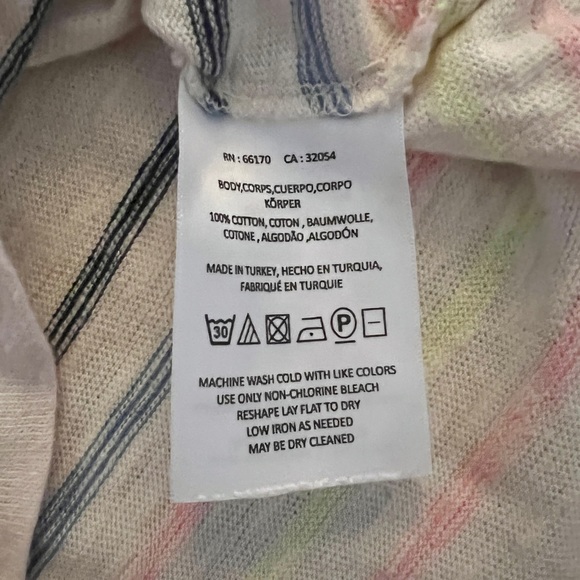 RN : 66170 CA : 32054
BODY,CORPS,CUERPO,CORPO
KÖRPER
100% COTTON, COTON , BAUMWOLLE,
COTONE , ALGODÃO ,ALGODÓN
MADE IN TURKEY, HECHO EN TURQUIA,
FABRIQUÉ EN TURQUIE
30 P
MACHINE WASH COLD WITH LIKE COLORS
USE ONLY NON-CHLORINE BLEACH
RESHAPE LAY FLAT TO DRY
LOW IRON AS NEEDED
MAY BE DRY CLEANED